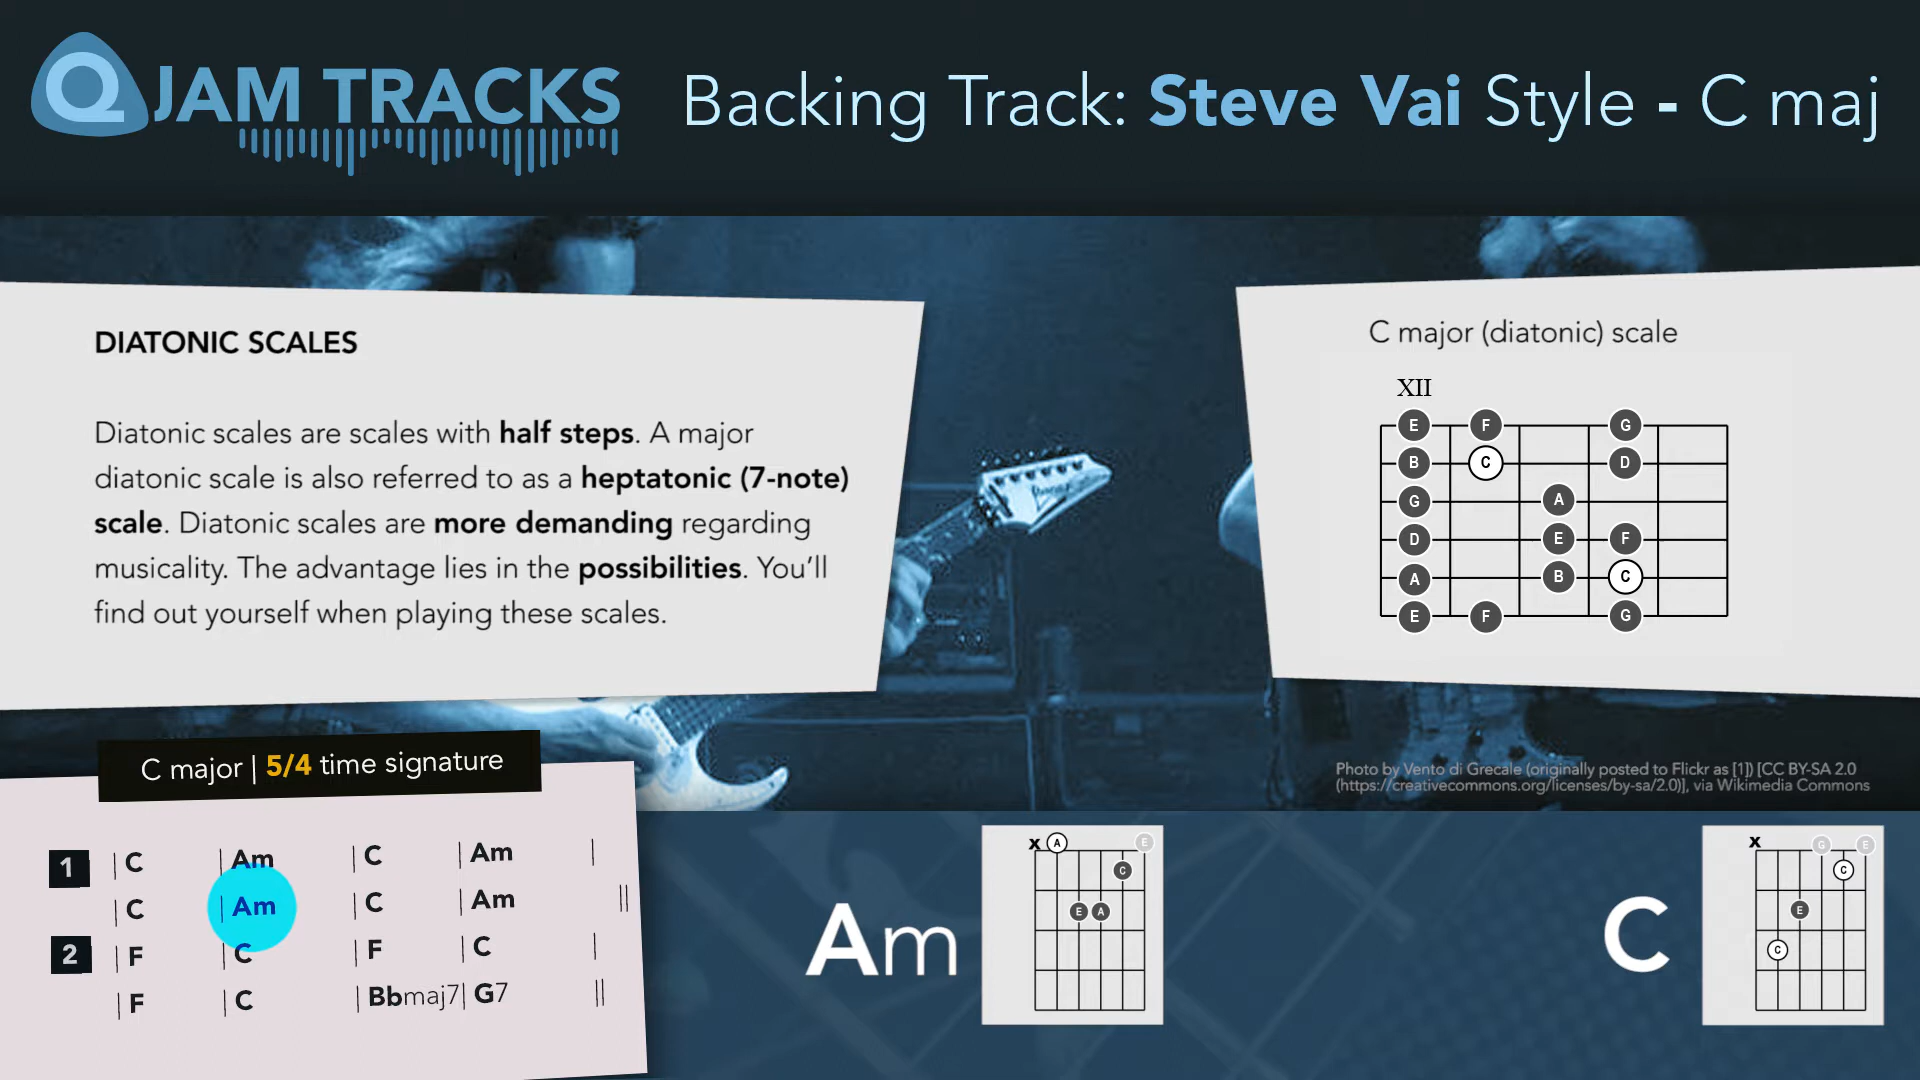 Q JAM TRACKS
Backing Track: Steve Vai Style - C maj
DIATONIC SCALES
Diatonic scales are scales with half steps. A major
diatonic scale is also referred to as a heptatonic (7-note)
scale. Diatonic scales are more demanding regarding
musicality. The advantage lies in the possibilities. You'll
find out yourself when playing these scales.
C major (diatonic) scale
XII
E F G
B C D
G A
D E F
A B C
E F G
Photo by Vento di Grecale (originally posted to Flickr as [1]) [CC BY-SA 2.0
(https://creativecommons.org/licenses/by-sa/2.0)], via Wikimedia Commons
C major | 5/4 time signature
1 | C | Am | C | Am |
| C | Am | C | Am ||
2 | F | C | F | C |
| F | C | Bbmaj7 | G7 ||
Am
x A E
C
E A
C
x G E
C
E
C